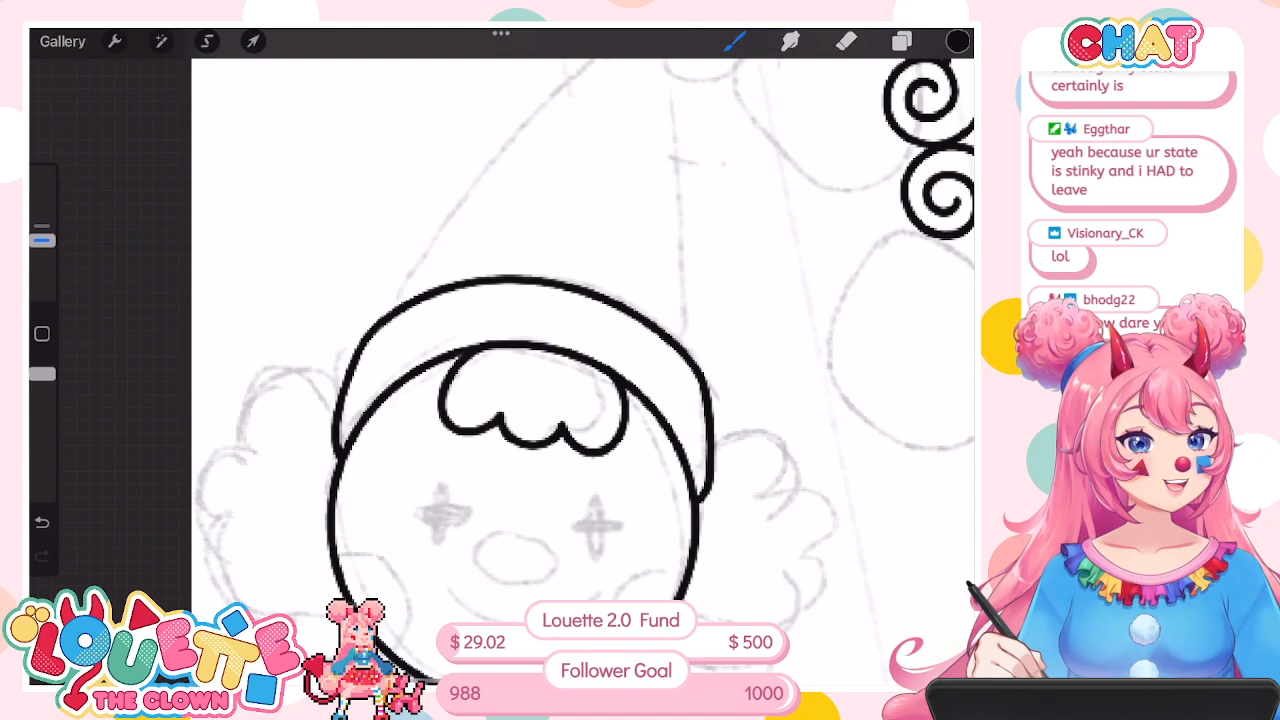 Gallery
CHAT
certainly is
Eggthar
yeah because ur state
is stinky and i HAD to
leave
Visionary_CK
lol
bhodg22
dare
LOUETTE
THE CLOWN
Louette 2.0 Fund
$ 29.02
$ 500
Follower Goal
988
1000